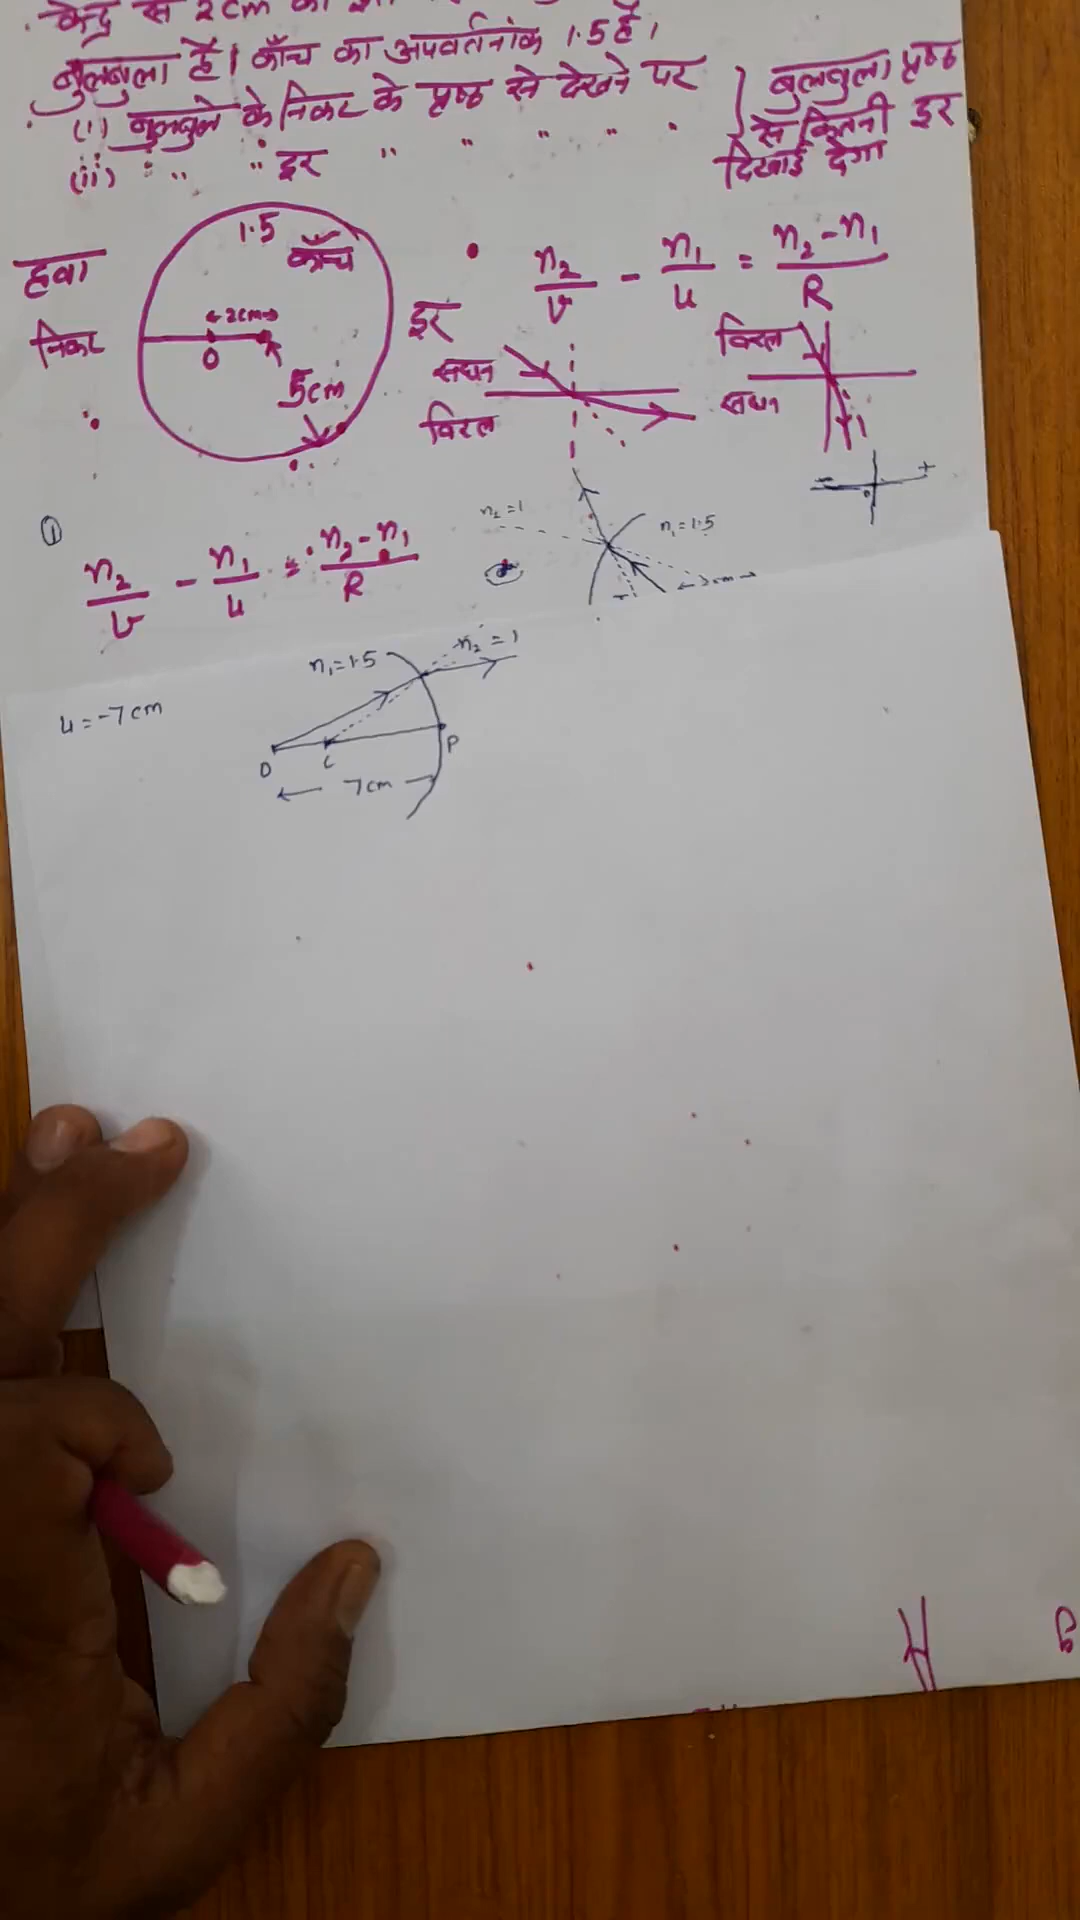 केन्द्र से 2cm की
बुलबुला है। काँच का अपवर्तनांक 1.5 है।
(i) बुलबुले के निकट के पृष्ठ से देखने पर
(ii) " " दूर " " " " "
बुलबुला पृष्ठ
से कितनी दूर
दिखाई देगा
हवा
निकट
1.5
काँच
2cm
O
5cm
दूर
n₂/v - n₁/u = (n₂-n₁)/R
सघन
विरल
विरल
सघन
- +
①
n₂/v - n₁/u = (n₂-n₁)/R
n₂=1
n₁=1.5
n₁=1.5
n₂=1
u=-7cm
O
C
P
7cm